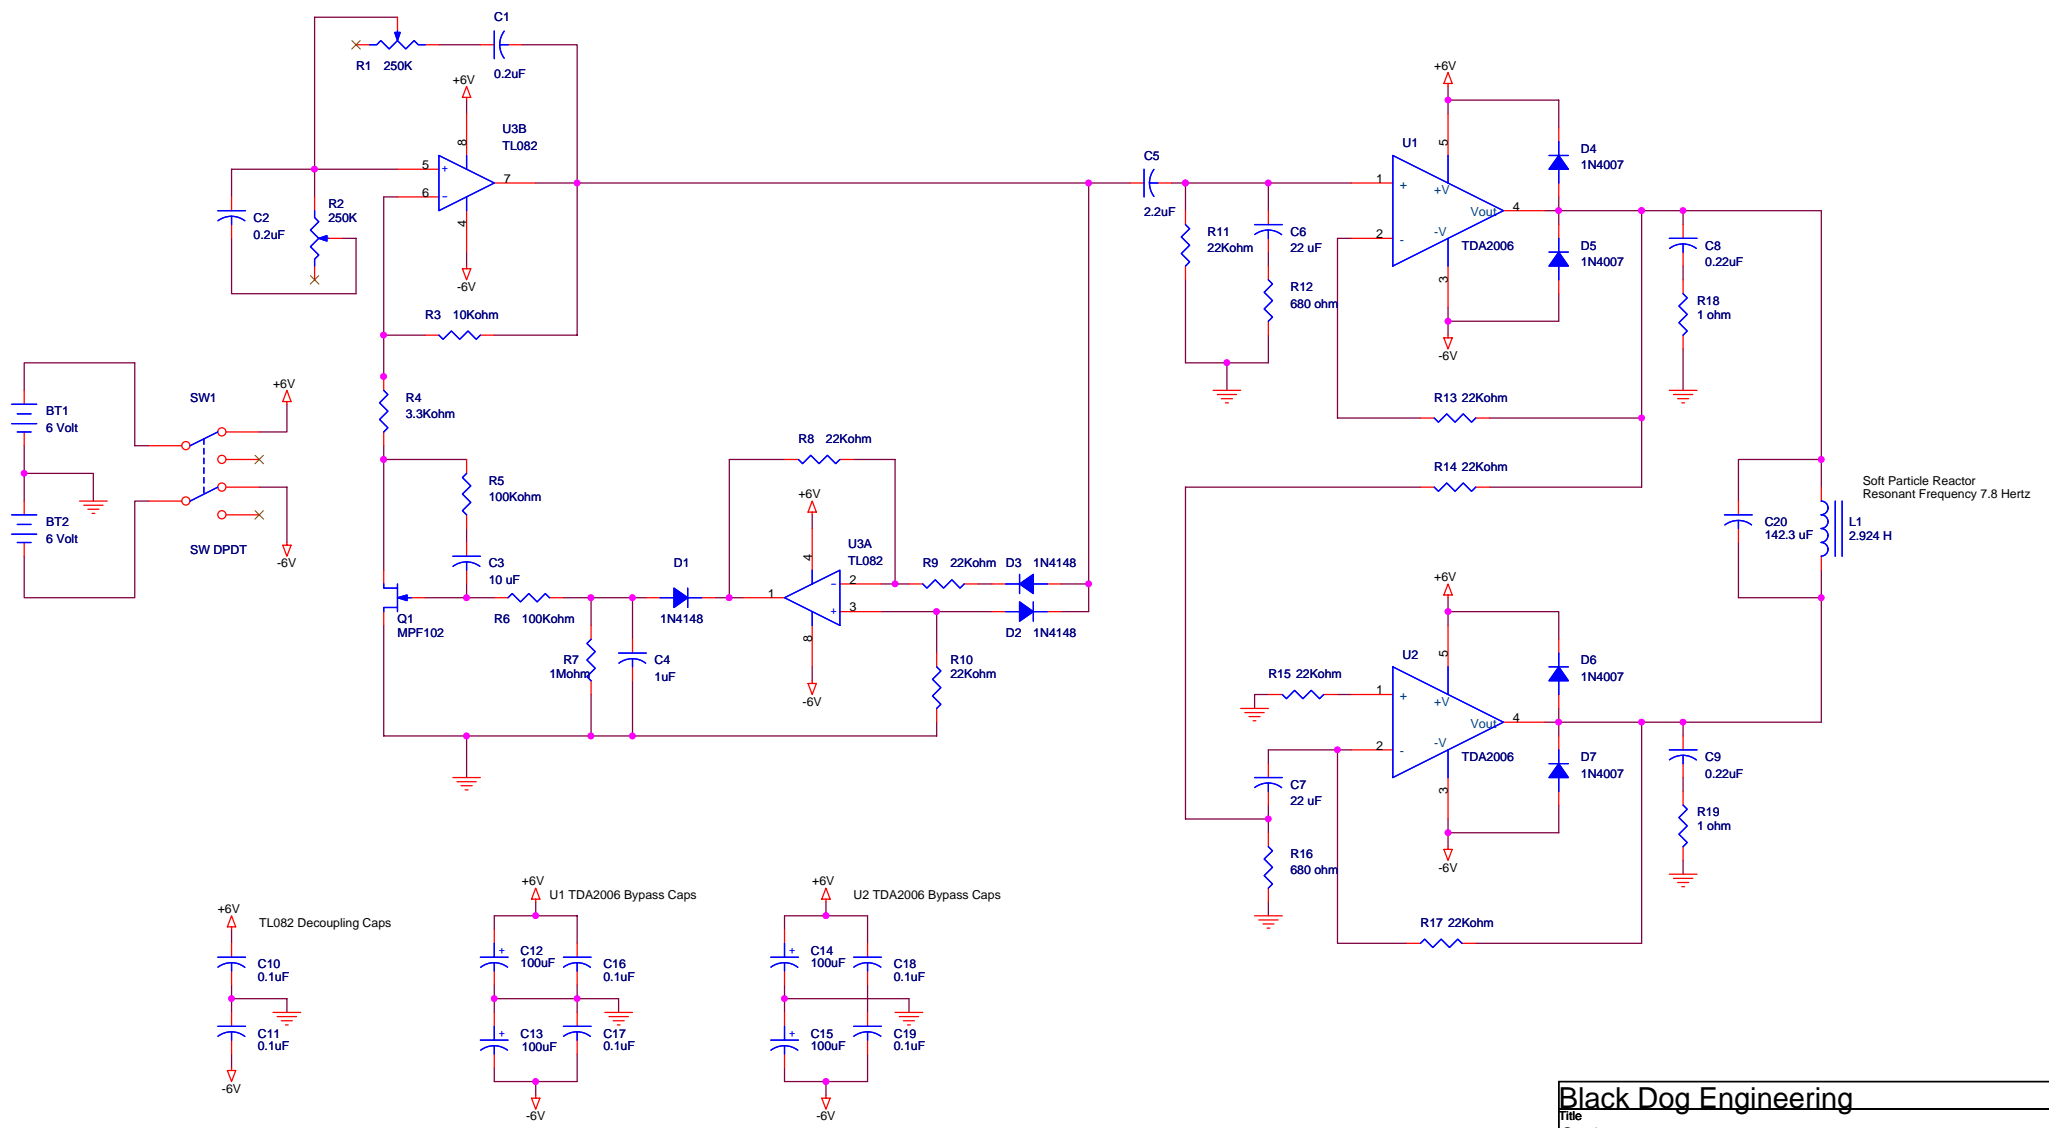 C1
R1 250K
0.2uF
+6V
8
U3B
TL082
5
+
7
6
-
4
-6V
C2
0.2uF
R2
250K
R3 10Kohm
R4
3.3Kohm
BT1
6 Volt
BT2
6 Volt
SW1
+6V
SW DPDT
-6V
R5
100Kohm
C3
10 uF
Q1
MPF102
R6 100Kohm
R7
1Mohm
C4
1uF
D1
1N4148
R8 22Kohm
+6V
4
U3A
TL082
1
-
2
+
3
8
-6V
R9 22Kohm
D3 1N4148
D2 1N4148
R10
22Kohm
C5
2.2uF
R11
22Kohm
C6
22 uF
R12
680 ohm
+6V
U1
5
1
+
+V
Vout
4
-V
2
-
TDA2006
3
-6V
D4
1N4007
D5
1N4007
C8
0.22uF
R18
1 ohm
R13 22Kohm
R14 22Kohm
Soft Particle Reactor
Resonant Frequency 7.8 Hertz
C20
142.3 uF
L1
2.924 H
+6V
U2
5
R15 22Kohm
1
+
+V
Vout
4
-V
2
-
TDA2006
3
-6V
D6
1N4007
D7
1N4007
C9
0.22uF
R19
1 ohm
C7
22 uF
R16
680 ohm
R17 22Kohm
+6V
TL082 Decoupling Caps
C10
0.1uF
C11
0.1uF
-6V
+6V
U1 TDA2006 Bypass Caps
+
C12
100uF
C16
0.1uF
+
C13
100uF
C17
0.1uF
-6V
+6V
U2 TDA2006 Bypass Caps
+
C14
100uF
C18
0.1uF
+
C15
100uF
C19
0.1uF
-6V
Black Dog Engineering
Title